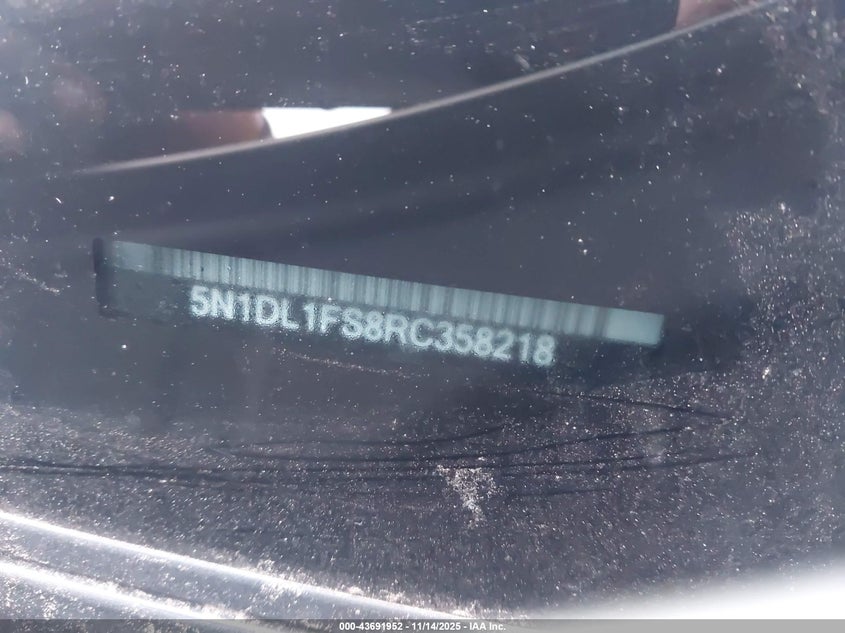 5N1DL1FS8RC358218
000-43691952 - 11/14/2025 - IAA Inc.